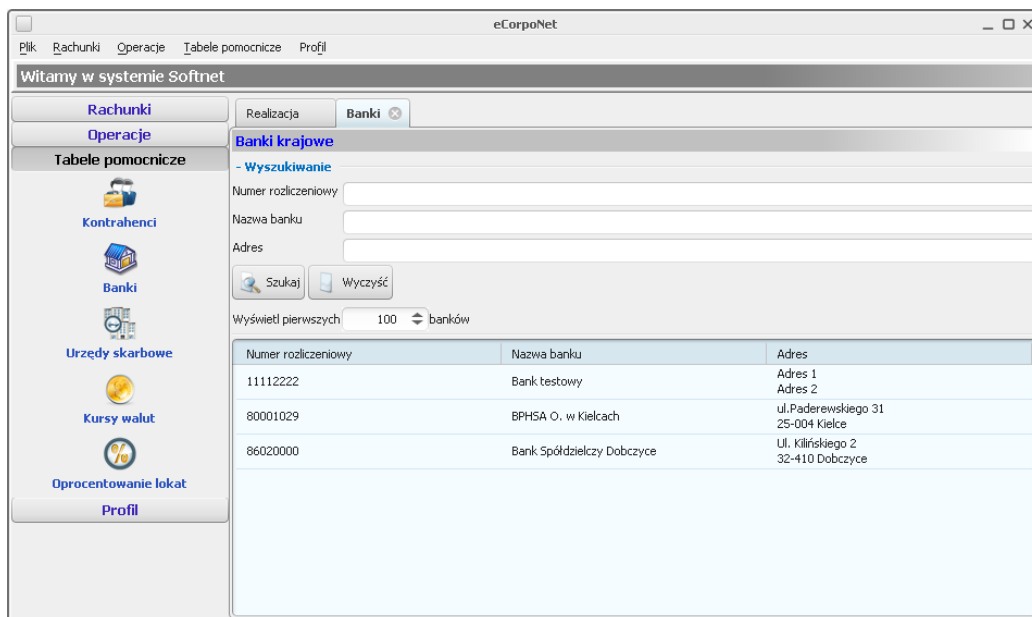 eCorpoNet
Plik Rachunki Operacje Tabele pomocnicze Profil
Witamy w systemie Softnet
Rachunki
Operacje
Tabele pomocnicze
Kontrahenci
Banki
Urzędy skarbowe
Kursy walut
Oprocentowanie lokat
Profil
Realizacja Banki
Banki krajowe
- Wyszukiwanie
Numer rozliczeniowy
Nazwa banku
Adres
Szukaj Wyczyść
Wyświetl pierwszych 100 banków
Numer rozliczeniowy Nazwa banku Adres
11112222 Bank testowy Adres 1
Adres 2
80001029 BPHSA O. w Kielcach ul.Paderewskiego 31
25-004 Kielce
86020000 Bank Spółdzielczy Dobczyce Ul. Kilińskiego 2
32-410 Dobczyce